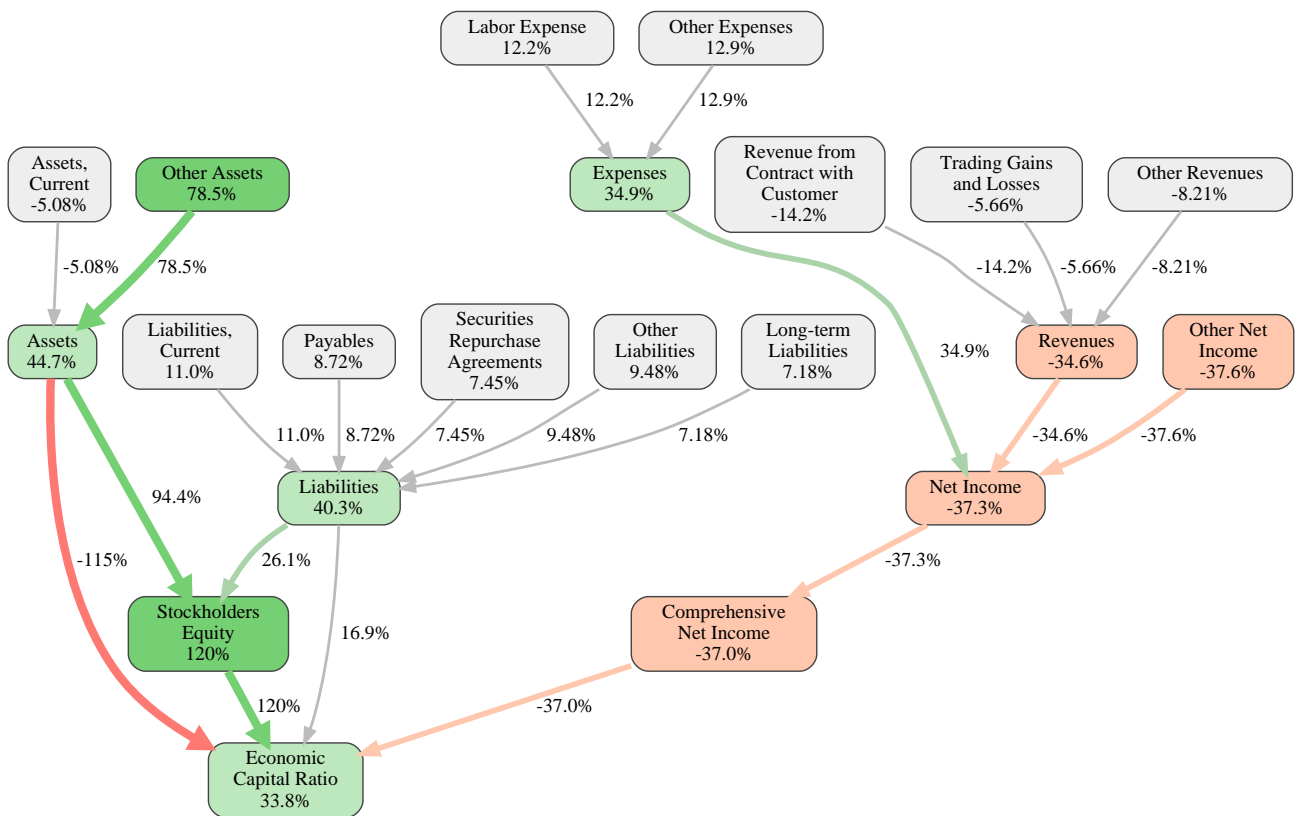 Labor Expense
12.2%
Other Expenses
12.9%
12.2%
12.9%
Assets,
Current
-5.08%
Other Assets
78.5%
Expenses
34.9%
Revenue from
Contract with
Customer
-14.2%
Trading Gains
and Losses
-5.66%
Other Revenues
-8.21%
-5.08%
78.5%
-14.2%
-5.66%
-8.21%
Assets
44.7%
Liabilities,
Current
11.0%
Payables
8.72%
Securities
Repurchase
Agreements
7.45%
Other
Liabilities
9.48%
Long-term
Liabilities
7.18%
34.9%
Revenues
-34.6%
Other Net
Income
-37.6%
11.0%
8.72%
7.45%
9.48%
7.18%
-34.6%
-37.6%
94.4%
Liabilities
40.3%
Net Income
-37.3%
-115%
26.1%
-37.3%
Stockholders
Equity
120%
16.9%
Comprehensive
Net Income
-37.0%
120%
-37.0%
Economic
Capital Ratio
33.8%